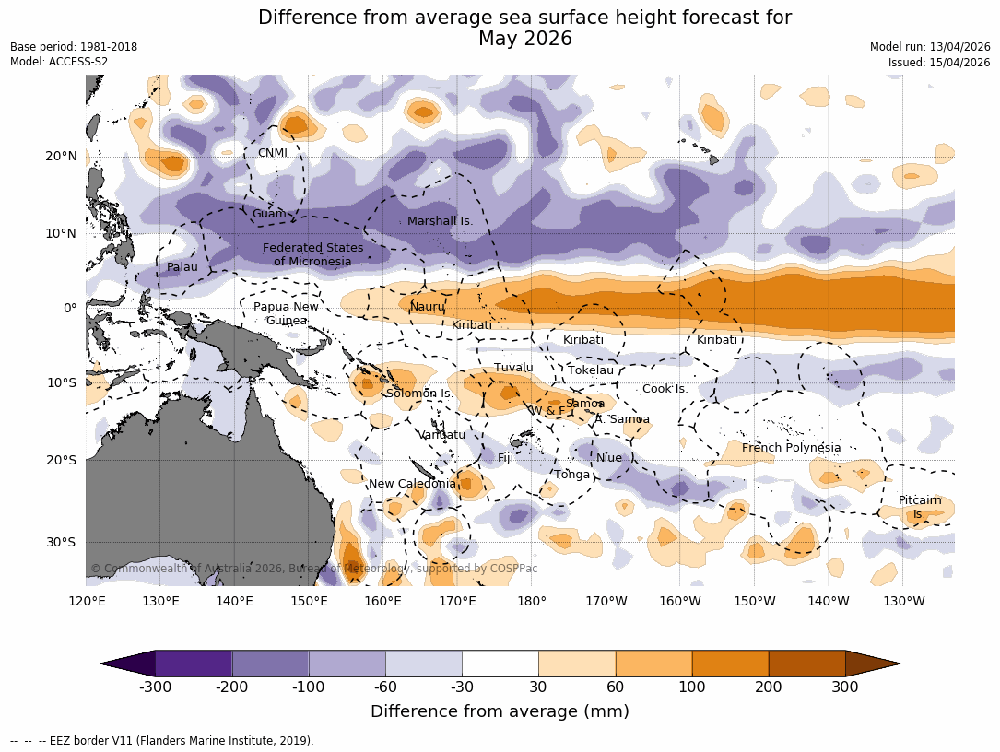 Difference from average sea surface height forecast for
May 2026
Base period: 1981-2018
Model: ACCESS-S2
Model run: 13/04/2026
Issued: 15/04/2026
20°N
10°N
0°
10°S
20°S
30°S
CNMI
Guam
Marshall Is.
Federated States
of Micronesia
Palau
Papua New
Guinea
Nauru
Kiribati
Kiribati
Kiribati
Tuvalu
Tokelau
Solomon Is.
Cook Is.
Samoa
W & F
A. Samoa
Vanuatu
French Polynesia
Fiji
Niue
Tonga
New Caledonia
Pitcairn
Is.
© Commonwealth of Australia 2026, Bureau of Meteorology, supported by COSPPac
120°E 130°E 140°E 150°E 160°E 170°E 180° 170°W 160°W 150°W 140°W 130°W
-300 -200 -100 -60 -30 30 60 100 200 300
Difference from average (mm)
-- -- -- EEZ border V11 (Flanders Marine Institute, 2019).